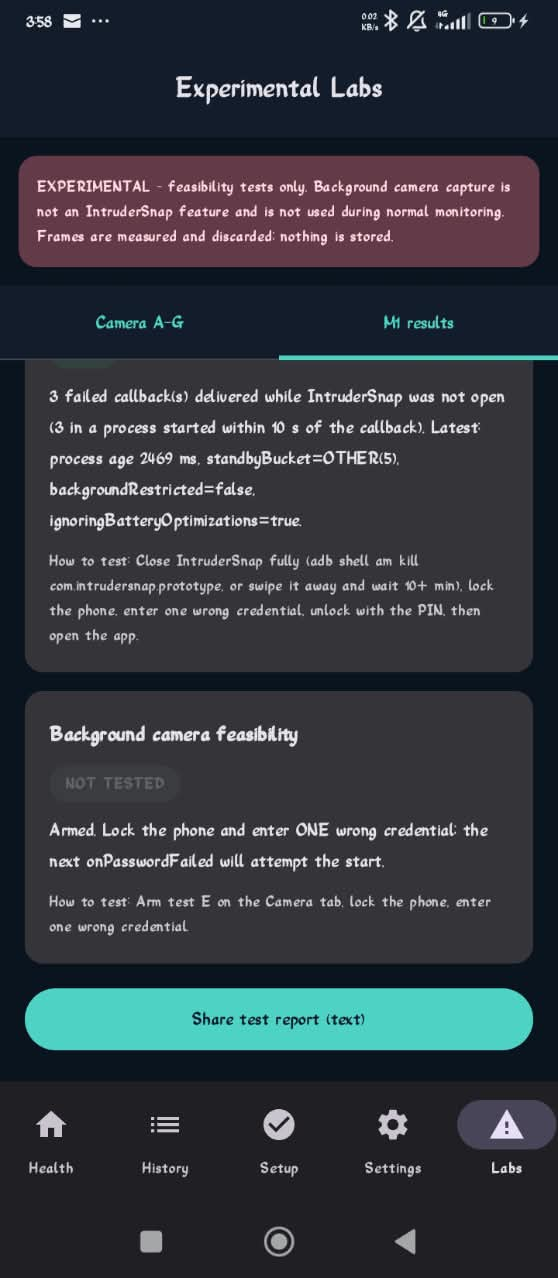 3:58
0.02
KB/s
4G
9
Experimental Labs
EXPERIMENTAL - feasibility tests only. Background camera capture is
not an IntruderSnap feature and is not used during normal monitoring.
Frames are measured and discarded; nothing is stored.
Camera A-G
M1 results
3 failed callback(s) delivered while IntruderSnap was not open
(3 in a process started within 10 s of the callback). Latest:
process age 2469 ms, standbyBucket=OTHER(5),
backgroundRestricted=false,
ignoringBatteryOptimizations=true.
How to test: Close IntruderSnap fully (adb shell am kill
com.intrudersnap.prototype, or swipe it away and wait 10+ min), lock
the phone, enter one wrong credential, unlock with the PIN, then
open the app.
Background camera feasibility
NOT TESTED
Armed. Lock the phone and enter ONE wrong credential; the
next onPasswordFailed will attempt the start.
How to test: Arm test E on the Camera tab, lock the phone, enter
one wrong credential.
Share test report (text)
Health
History
Setup
Settings
Labs